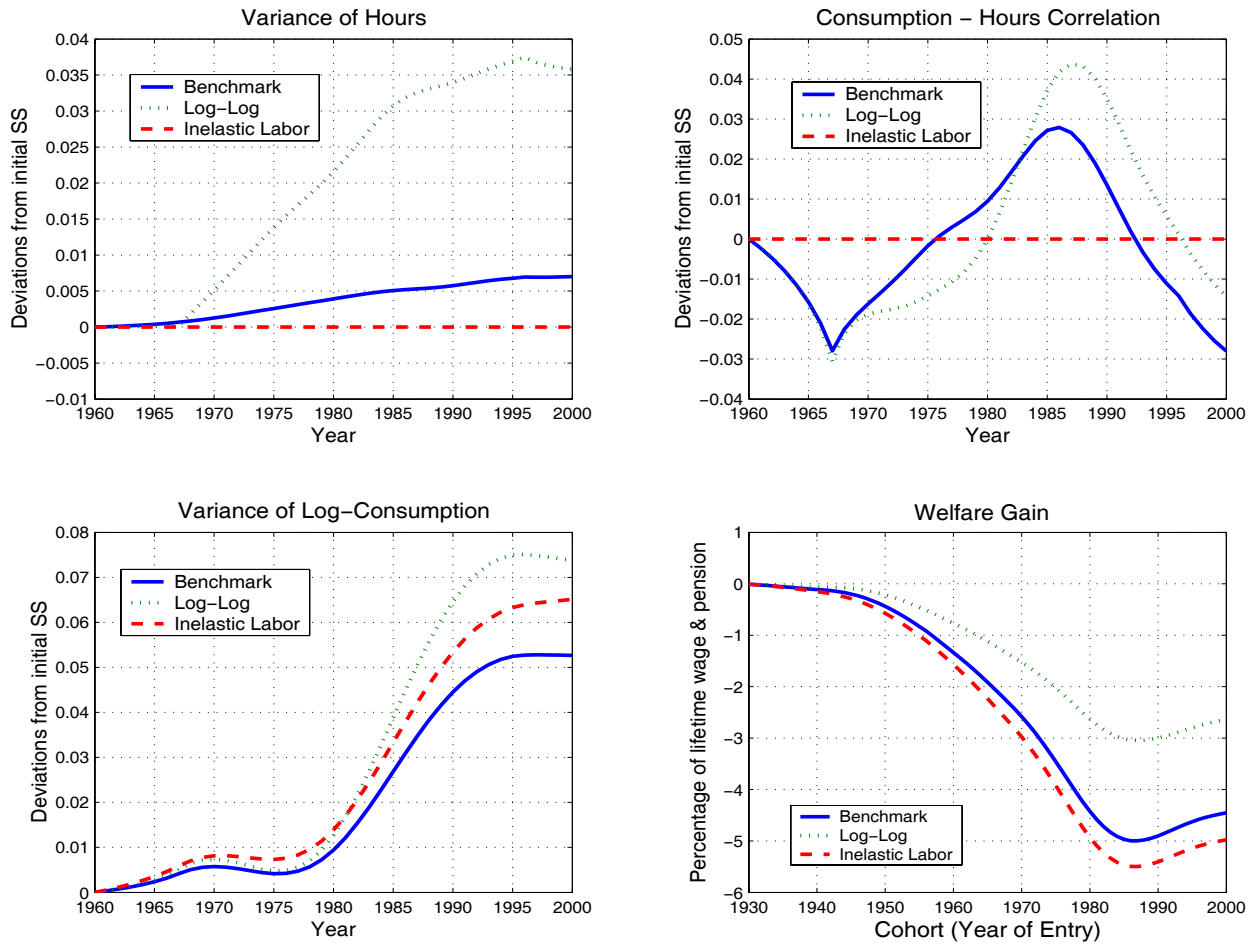 Variance of Hours
0.04
0.035
0.03
0.025
0.02
0.015
0.01
0.005
0
−0.005
−0.01
Deviations from initial SS
Benchmark
Log−Log
Inelastic Labor
1960 1965 1970 1975 1980 1985 1990 1995 2000
Year
Consumption − Hours Correlation
0.05
0.04
0.03
0.02
0.01
0
−0.01
−0.02
−0.03
−0.04
Deviations from initial SS
Benchmark
Log−Log
Inelastic Labor
1960 1965 1970 1975 1980 1985 1990 1995 2000
Year
Variance of Log−Consumption
0.08
0.07
0.06
0.05
0.04
0.03
0.02
0.01
0
Deviations from initial SS
Benchmark
Log−Log
Inelastic Labor
1960 1965 1970 1975 1980 1985 1990 1995 2000
Year
Welfare Gain
1
0
−1
−2
−3
−4
−5
−6
Percentage of lifetime wage & pension
Benchmark
Log−Log
Inelastic Labor
1930 1940 1950 1960 1970 1980 1990 2000
Cohort (Year of Entry)